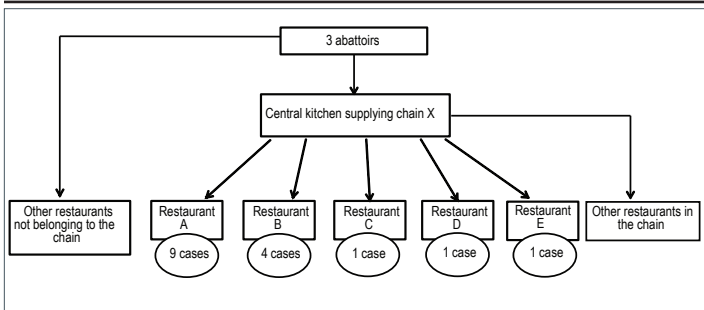 3 abattoirs
Central kitchen supplying chain X
Other restaurants
not belonging to the
chain
Restaurant
A
9 cases
Restaurant
B
4 cases
Restaurant
C
1 case
Restaurant
D
1 case
Restaurant
E
1 case
Other restaurants in
the chain